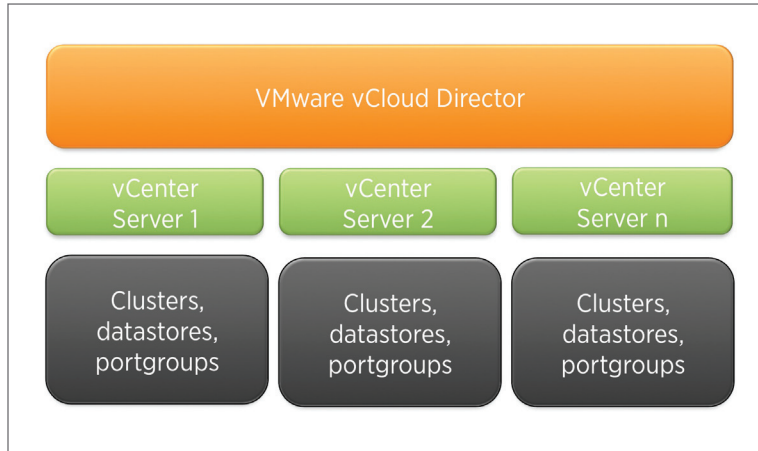 VMware vCloud Director
vCenter
Server 1
vCenter
Server 2
vCenter
Server n
Clusters,
datastores,
portgroups
Clusters,
datastores,
portgroups
Clusters,
datastores,
portgroups